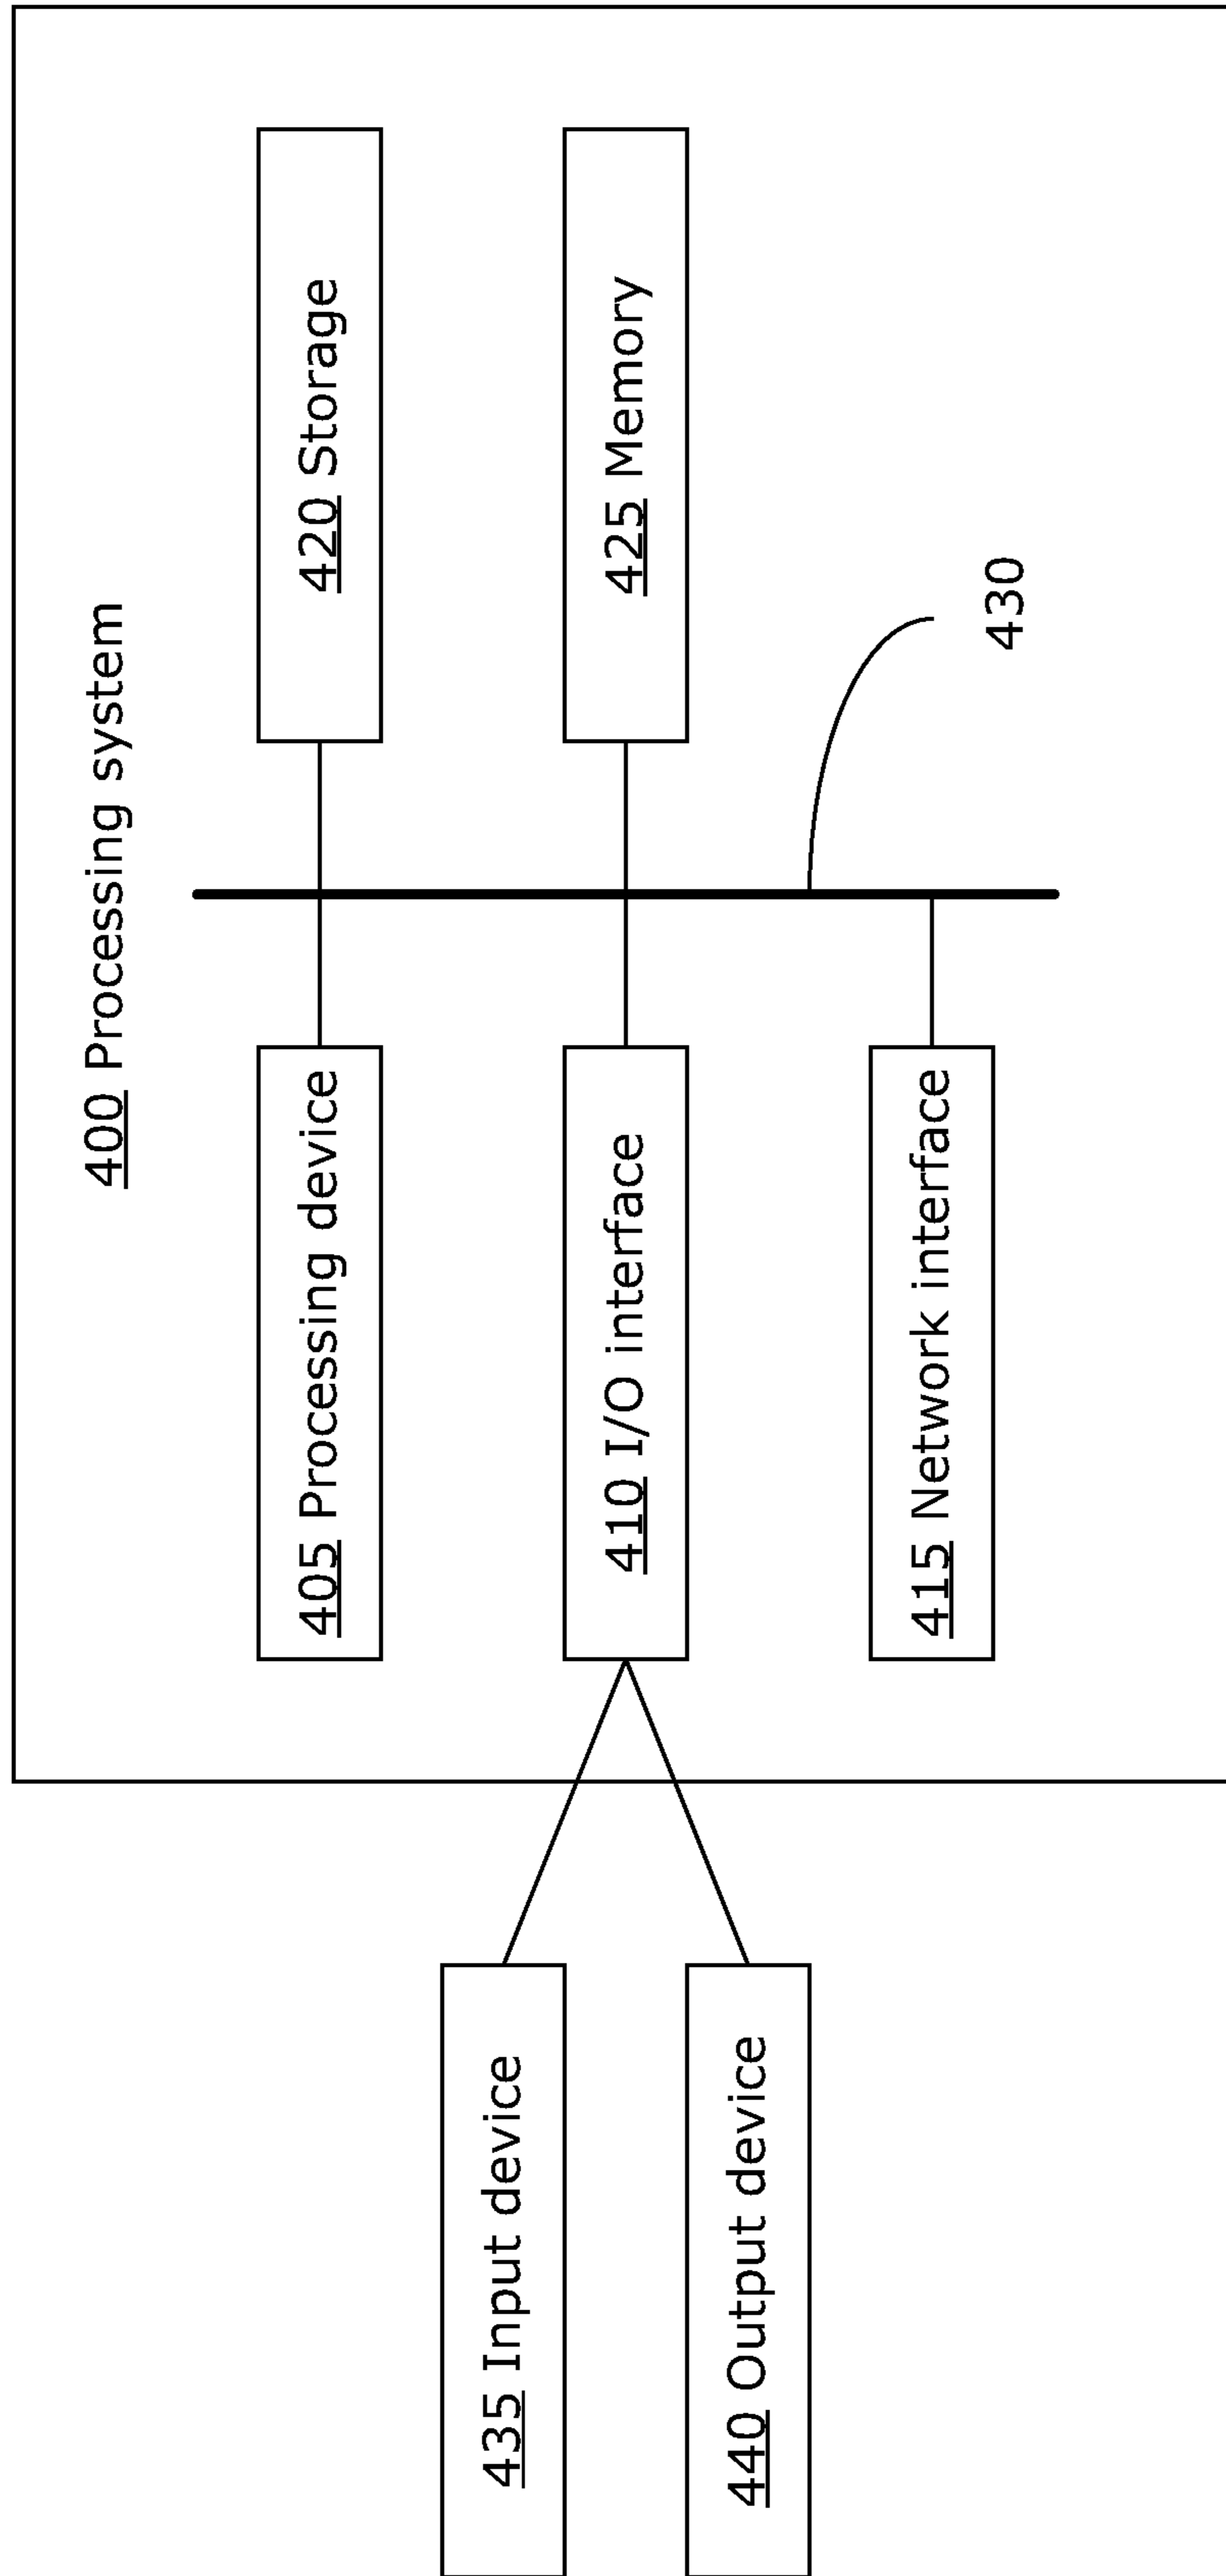 400 Processing system
405 Processing device
420 Storage
410 I/O interface
425 Memory
415 Network interface
430
435 Input device
440 Output device